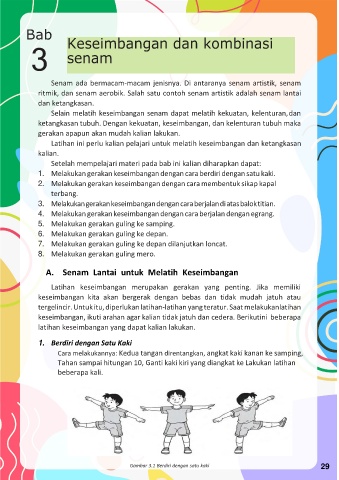 Bab
3
Keseimbangan dan kombinasi
senam
Senam ada bermacam-macam jenisnya. Di antaranya senam artistik, senam
ritmik, dan senam aerobik. Salah satu contoh senam artistik adalah senam lantai
dan ketangkasan.
Selain melatih keseimbangan senam dapat melatih kekuatan, kelenturan, dan
ketangkasan tubuh. Dengan kekuatan, keseimbangan, dan kelenturan tubuh maka
gerakan apapun akan mudah kalian lakukan.
Latihan ini perlu kalian pelajari untuk melatih keseimbangan dan ketangkasan
kalian.
Setelah mempelajari materi pada bab ini kalian diharapkan dapat:
1. Melakukan gerakan keseimbangan dengan cara berdiri dengan satu kaki.
2. Melakukan gerakan keseimbangan dengan cara membentuk sikap kapal
terbang.
3. Melakukan gerakan keseimbangan dengan cara berjalan di atas balok titian.
4. Melakukan gerakan keseimbangan dengan cara berjalan dengan egrang.
5. Melakukan gerakan guling ke samping.
6. Melakukan gerakan guling ke depan.
7. Melakukan gerakan guling ke depan dilanjutkan loncat.
8. Melakukan gerakan guling mero.
A. Senam Lantai untuk Melatih Keseimbangan
Latihan keseimbangan merupakan gerakan yang penting. Jika memiliki
keseimbangan kita akan bergerak dengan bebas dan tidak mudah jatuh atau
tergelincir. Untuk itu, diperlukan latihan-latihan yang teratur. Saat melakukan latihan
keseimbangan, ikuti arahan agar kalian tidak jatuh dan cedera. Berikut ini beberapa
latihan keseimbangan yang dapat kalian lakukan.
1. Berdiri dengan Satu Kaki
Cara melakukannya: Kedua tangan direntangkan, angkat kaki kanan ke samping,
Tahan sampai hitungan 10, Ganti kaki kiri yang diangkat ke Lakukan latihan
beberapa kali.
Gambar 3.1 Berdiri dengan satu kaki
29